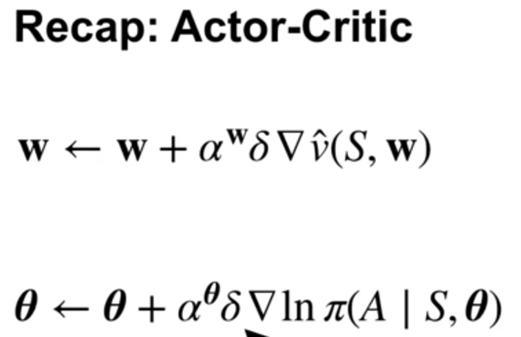 Recap: Actor-Critic
w ← w + α^w δ ∇ v̂(S, w)
θ ← θ + α^θ δ ∇ ln π(A | S, θ)